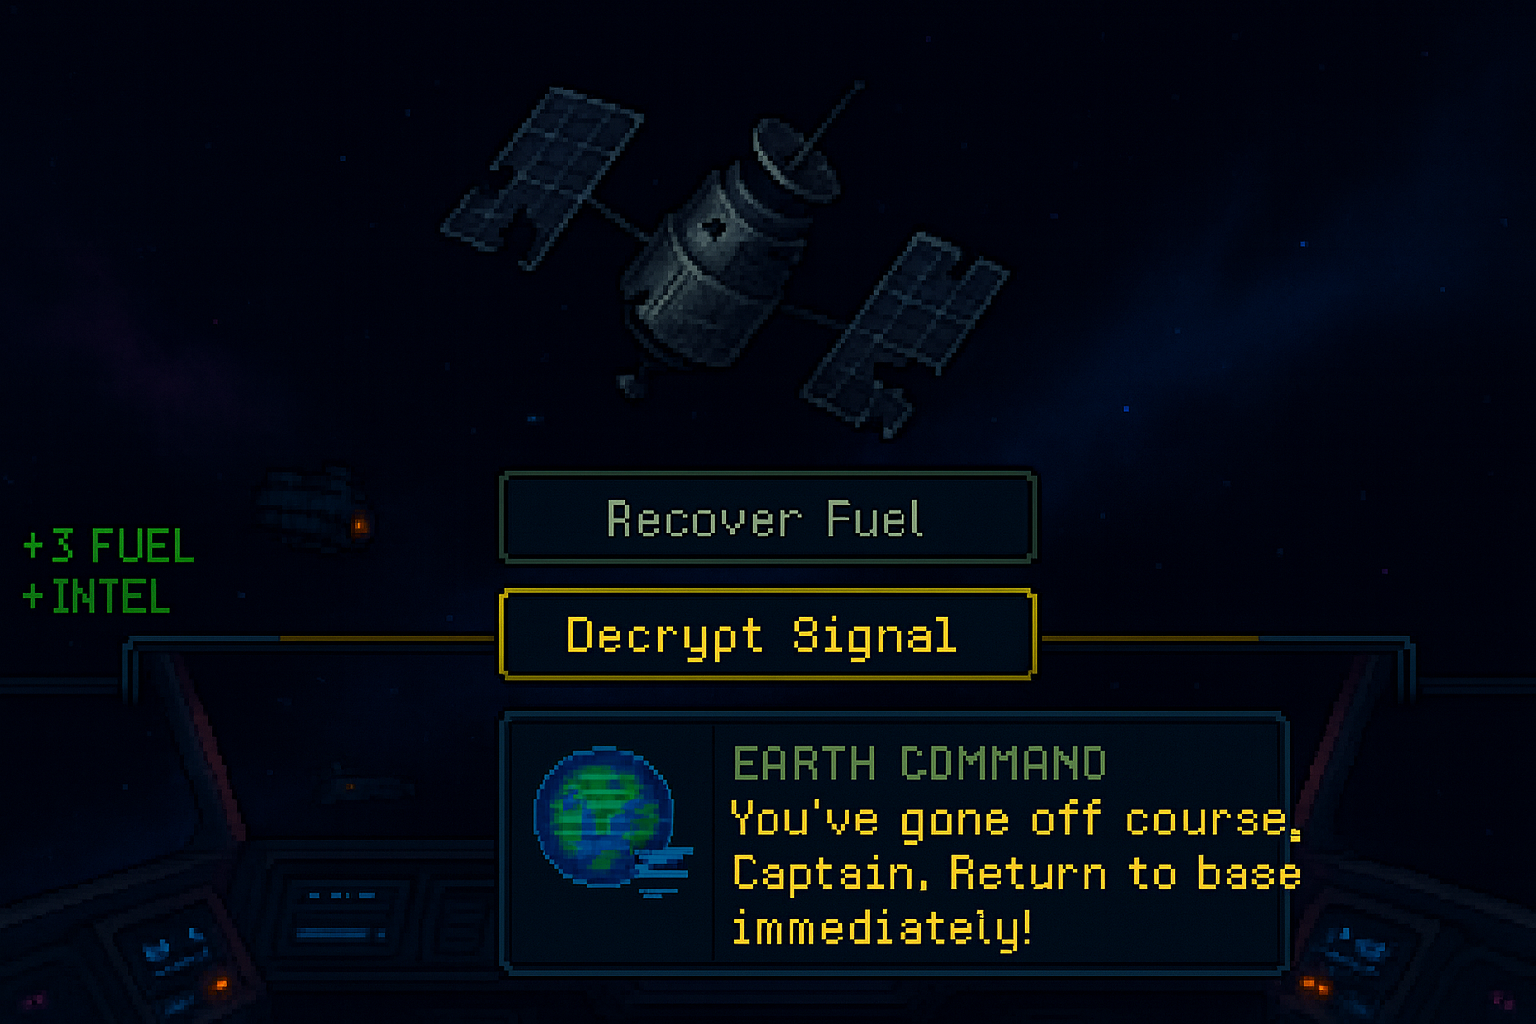 Recover Fuel
+3 FUEL
+INTEL
Decrypt Signal
EARTH COMMAND
You've gone off course,
Captain. Return to base
immediately!